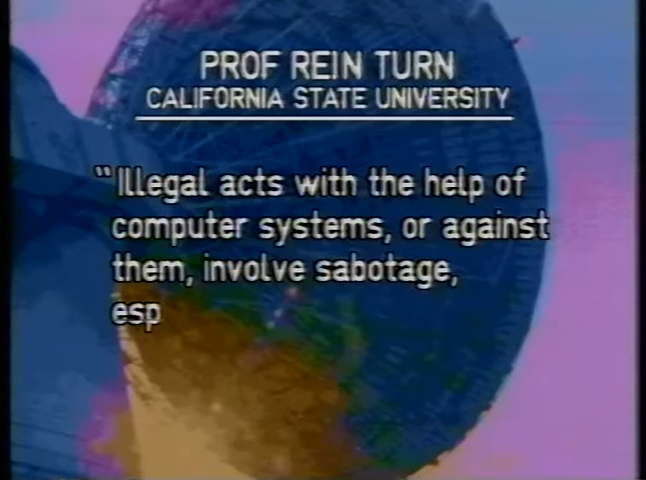 PROF REIN TURN
CALIFORNIA STATE UNIVERSITY
“Illegal acts with the help of
computer systems, or against
them, involve sabotage,
esp